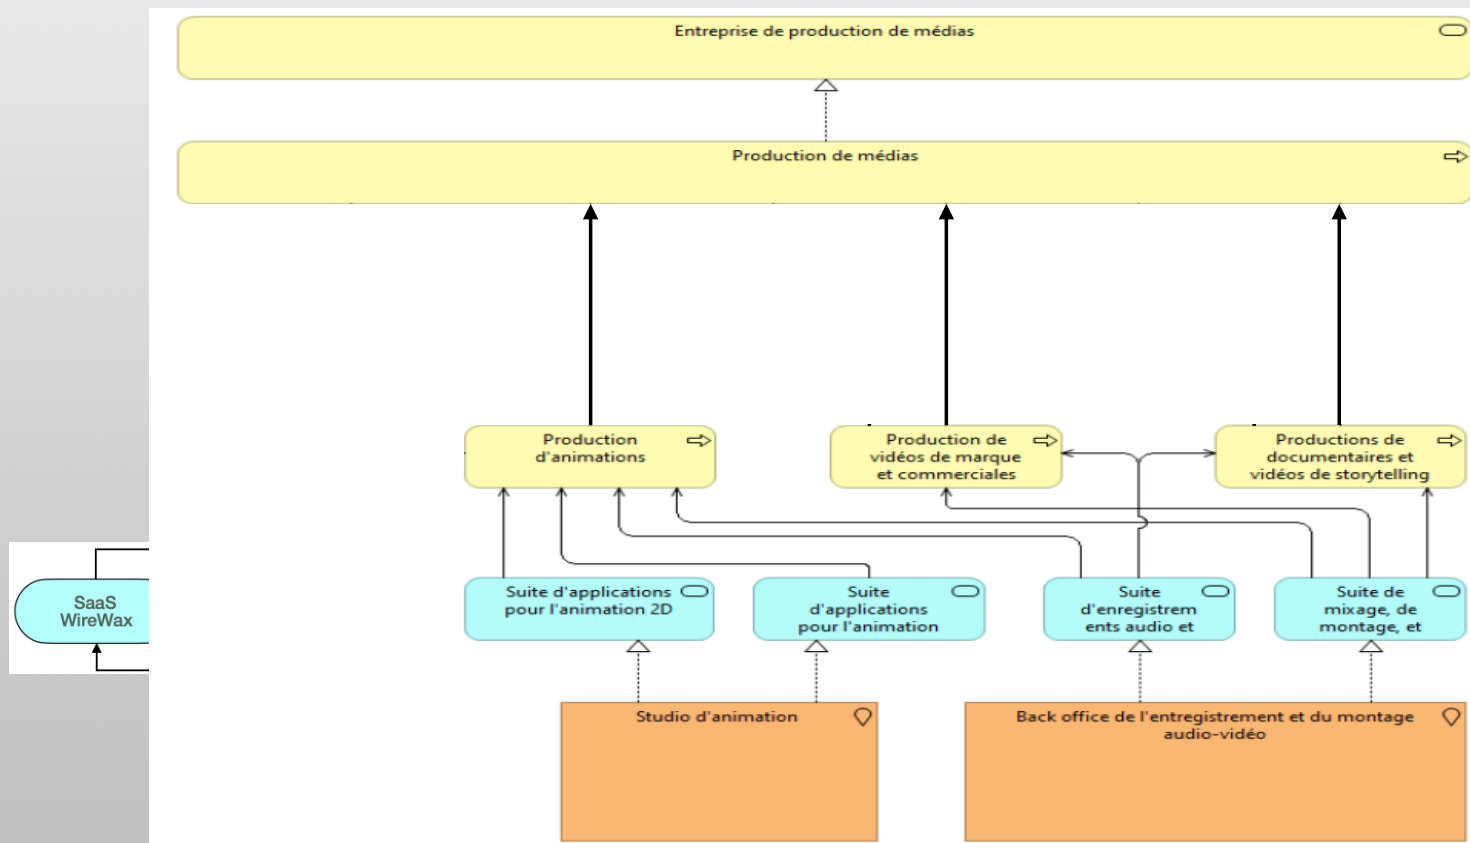 Entreprise de production de médias
Production de médias
Production
d'animations
Production de
vidéos de marque
et commerciales
Productions de
documentaires et
vidéos de storytelling
SaaS
WireWax
Suite d'applications
pour l'animation 2D
Suite
d'applications
pour l'animation
Suite
d'enregistrem
ents audio et
Suite de
mixage, de
montage, et
Studio d'animation
Back office de l'entregistrement et du montage
audio-vidéo